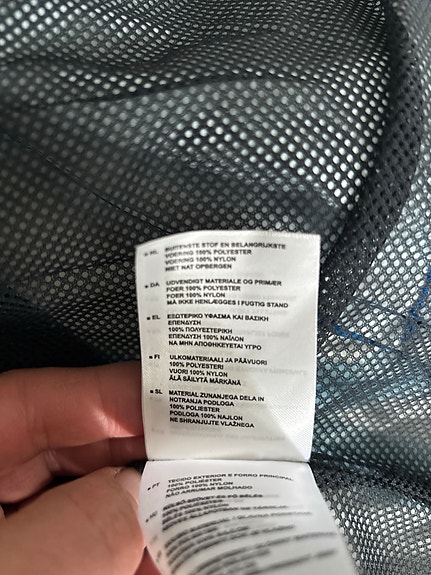 NL BUITENSTE STOF EN BELANGRIJKSTE
VOERING 100% POLYESTER
VOERING 100% NYLON
NIET NAT OPBERGEN
DA UDVENDIGT MATERIALE OG PRIMÆR
FOER 100% POLYESTER
FOER 100% NYLON
MÅ IKKE HENLÆGGES I FUGTIG STAND
EL ΕΞΩΤΕΡΙΚΟ ΥΦΑΣΜΑ ΚΑΙ ΒΑΣΙΚΗ
ΕΠΕΝΔΥΣΗ
100% ΠΟΛΥΕΣΤΕΡΙΚΗ
ΕΠΕΝΔΥΣΗ 100% ΝΑΪΛΟΝ
ΝΑ ΜΗΝ ΑΠΟΘΗΚΕΥΕΤΑΙ ΥΓΡΟ
FI ULKOMATERIAALI JA PÄÄVUORI
100% POLYESTERI
VUORI 100% NYLON
ÄLÄ SÄILYTÄ MÄRKÄNÄ
SL MATERIAL ZUNANJEGA DELA IN
NOTRANJA PODLOGA
100% POLIESTER
PODLOGA 100% NAJLON
NE SHRANJUJTE VLAŽNEGA
PT TECIDO EXTERIOR E FORRO PRINCIPAL
100% POLIÉSTER
FORRO 100% NYLON
NÃO ARRUMAR MOLHADO